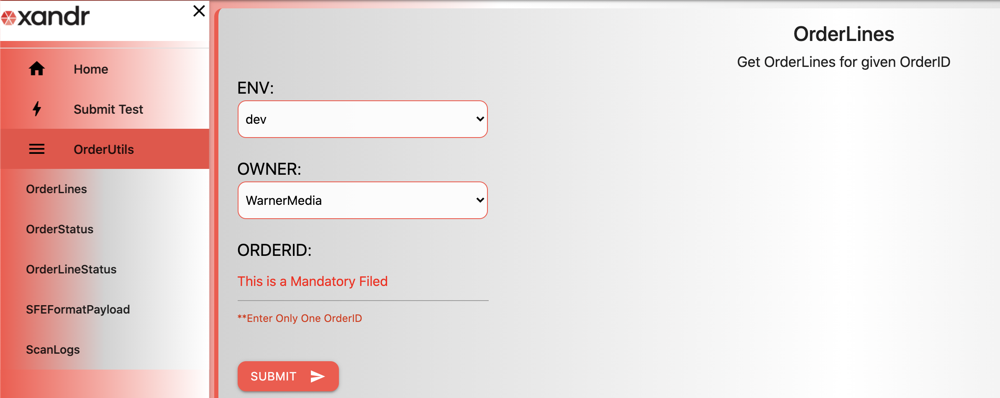 xandr
Home
Submit Test
OrderUtils
OrderLines
OrderStatus
OrderLineStatus
SFEFormatPayload
ScanLogs
OrderLines
Get OrderLines for given OrderID
ENV:
dev
OWNER:
WarnerMedia
ORDERID:
This is a Mandatory Filed
**Enter Only One OrderID
SUBMIT